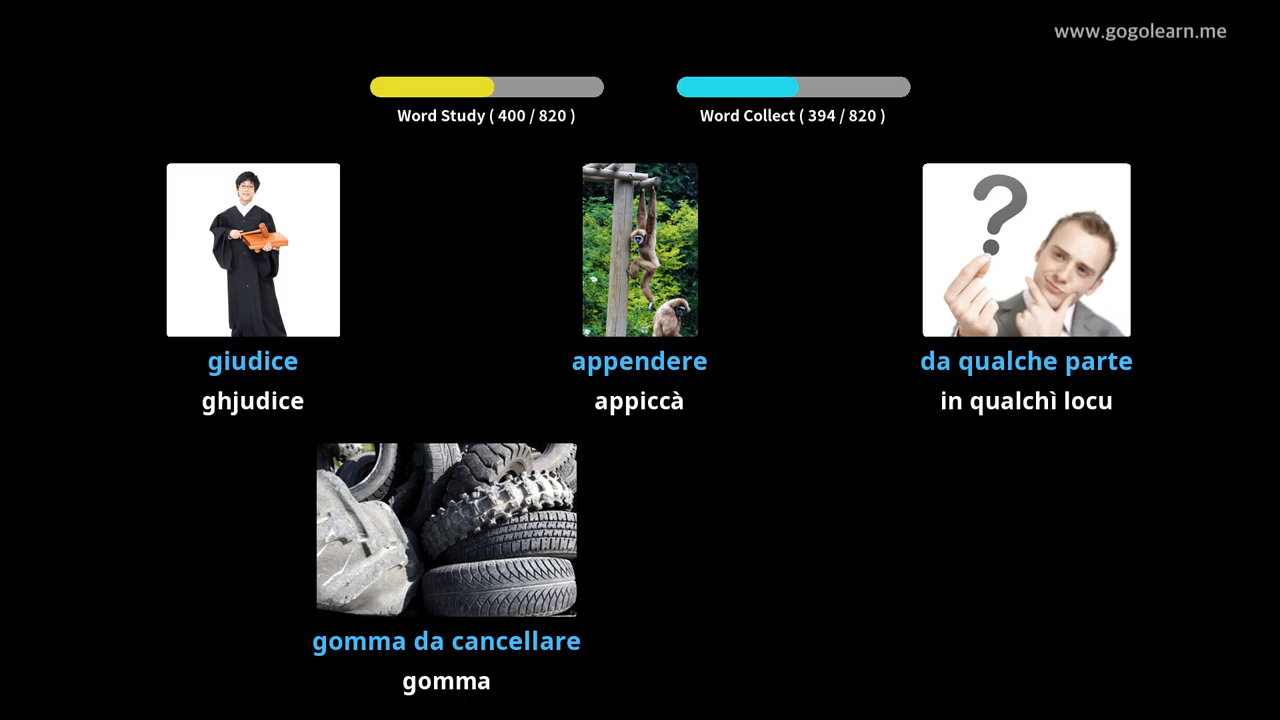 www.gogolearn.me
Word Study ( 400 / 820 )
Word Collect ( 394 / 820 )
giudice
ghjudice
appendere
appiccà
da qualche parte
in qualchì locu
gomma da cancellare
gomma